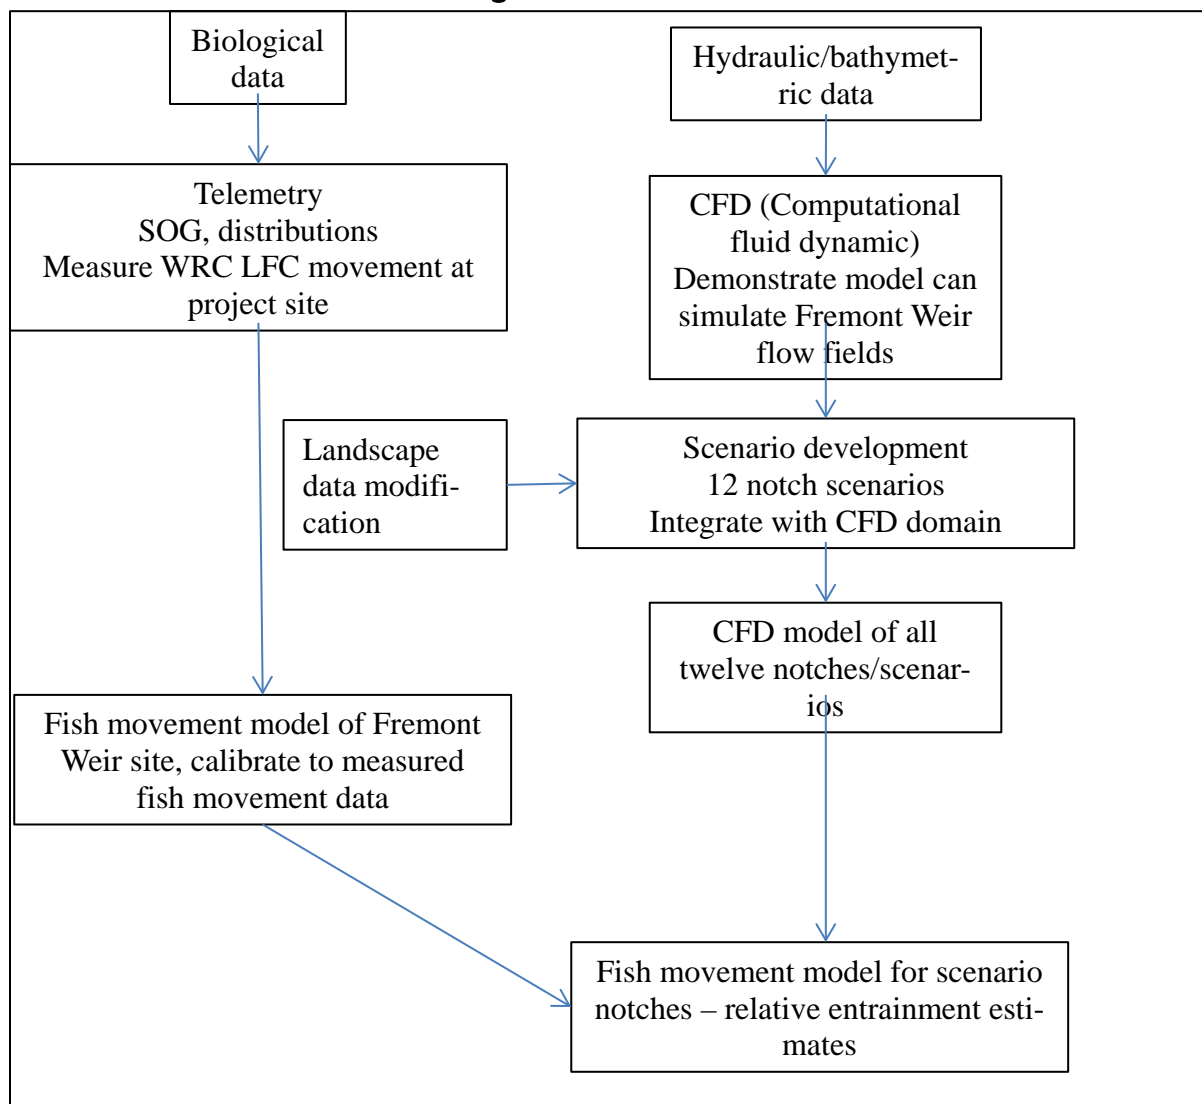 Biological
data
Hydraulic/bathymet-
ric data
Telemetry
SOG, distributions
Measure WRC LFC movement at
project site
CFD (Computational
fluid dynamic)
Demonstrate model can
simulate Fremont Weir
flow fields
Landscape
data modifi-
cation
Scenario development
12 notch scenarios
Integrate with CFD domain
CFD model of all
twelve notches/scenar-
ios
Fish movement model of Fremont
Weir site, calibrate to measured
fish movement data
Fish movement model for scenario
notches – relative entrainment esti-
mates